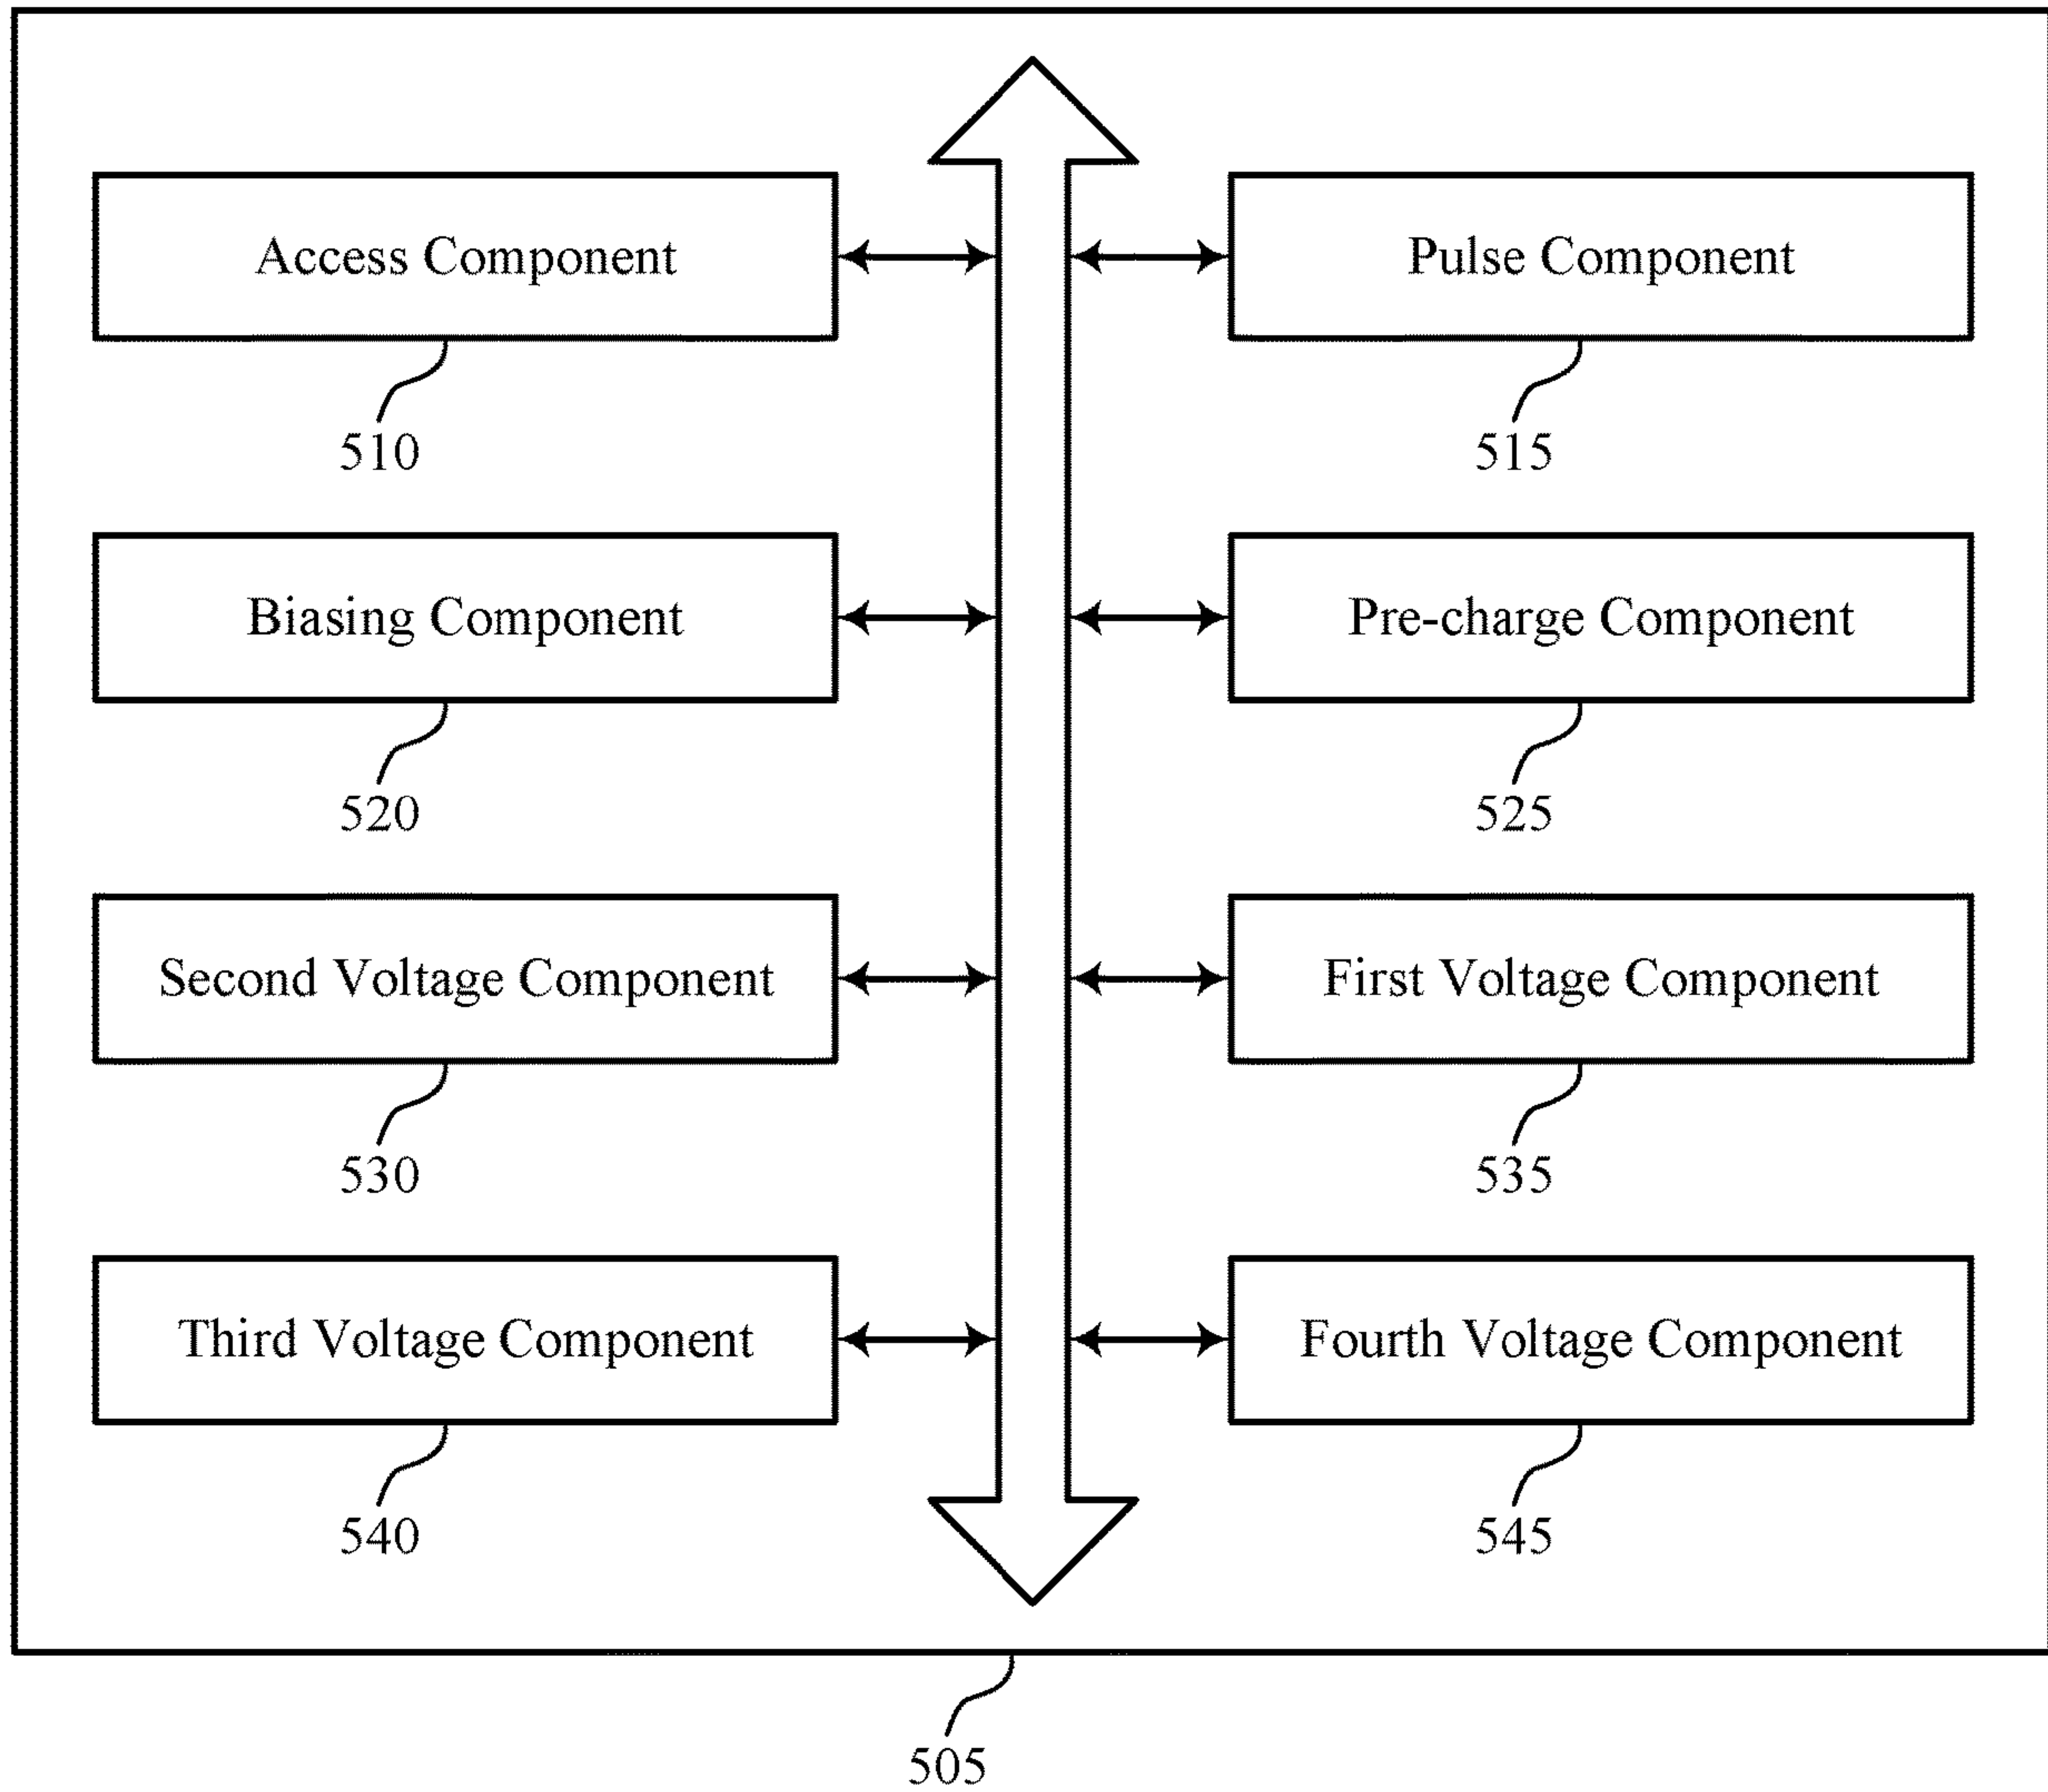 Access Component
Pulse Component
510
515
Biasing Component
Pre-charge Component
520
525
Second Voltage Component
First Voltage Component
530
535
Third Voltage Component
Fourth Voltage Component
540
545
505